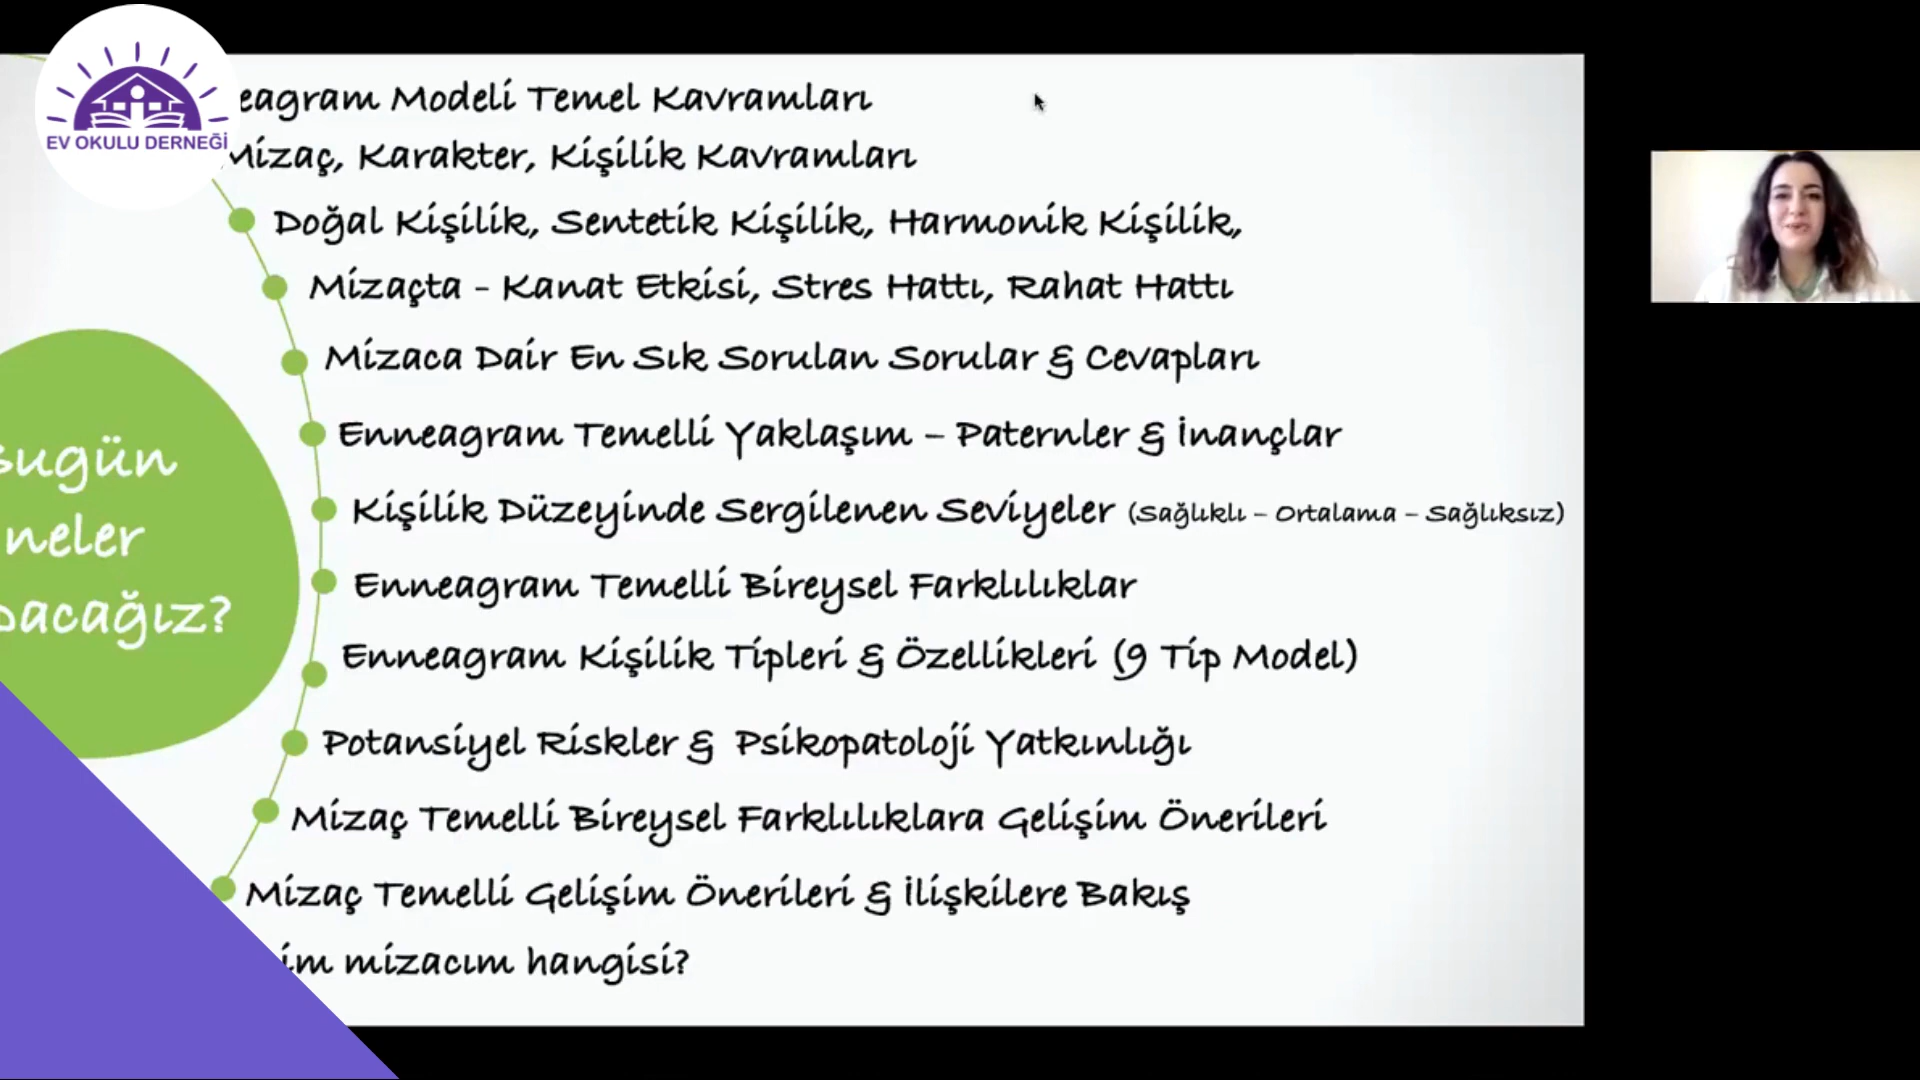 EV OKULU DERNEĞİ
eagram Modeli Temel Kavramları
Mizaç, Karakter, Kişilik Kavramları
Doğal Kişilik, Sentetik Kişilik, Harmonik Kişilik,
Mizaçta - Kanat Etkisi, Stres Hattı, Rahat Hattı
Mizaca Dair En Sık Sorulan Sorular & Cevapları
Enneagram Temelli Yaklaşım – Paternler & İnançlar
Kişilik Düzeyinde Sergilenen Seviyeler (Sağlıklı – Ortalama – Sağlıksız)
Enneagram Temelli Bireysel Farklılıklar
Enneagram Kişilik Tipleri & Özellikleri (9 Tip Model)
Potansiyel Riskler & Psikopatoloji Yatkınlığı
Mizaç Temelli Bireysel Farklılıklara Gelişim Önerileri
Mizaç Temelli Gelişim Önerileri & İlişkilere Bakış
im mizacım hangisi?
Bugün
neler
pacağız?